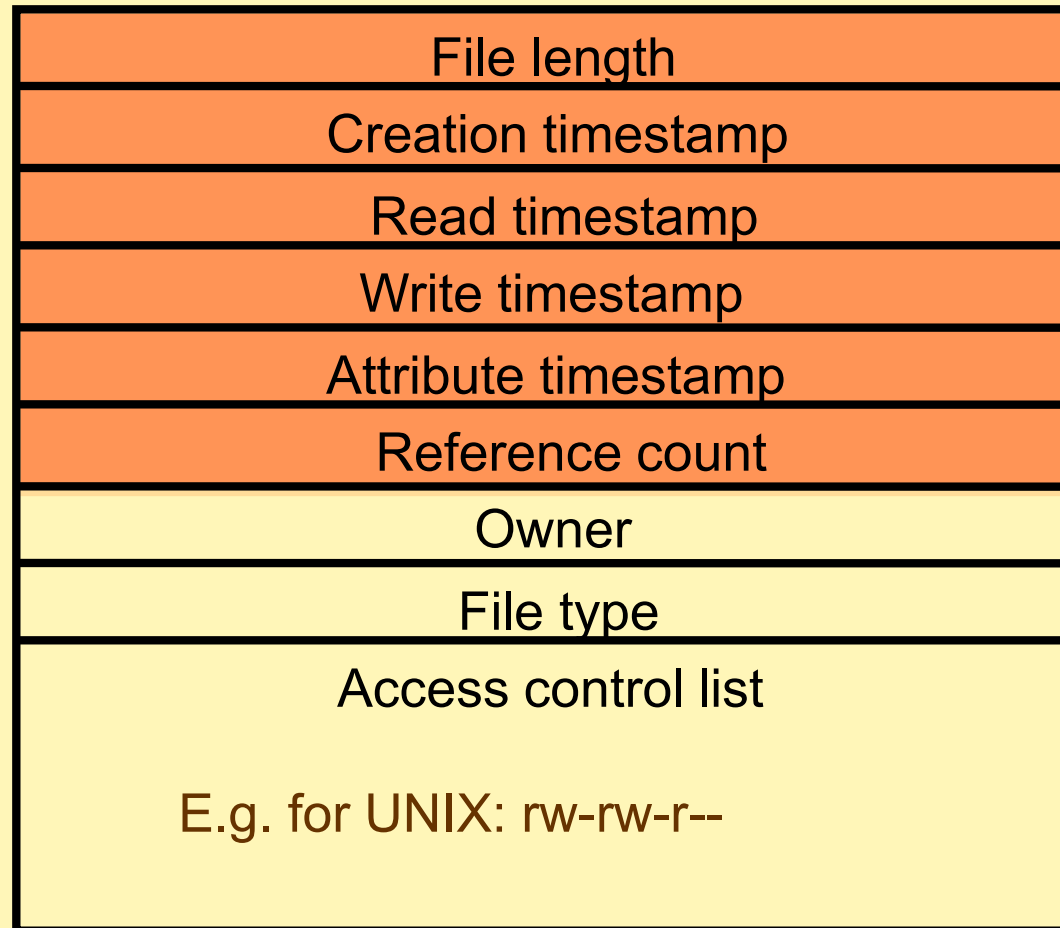 File length
Creation timestamp
Read timestamp
Write timestamp
Attribute timestamp
Reference count
Owner
File type
Access control list
E.g. for UNIX: rw-rw-r--